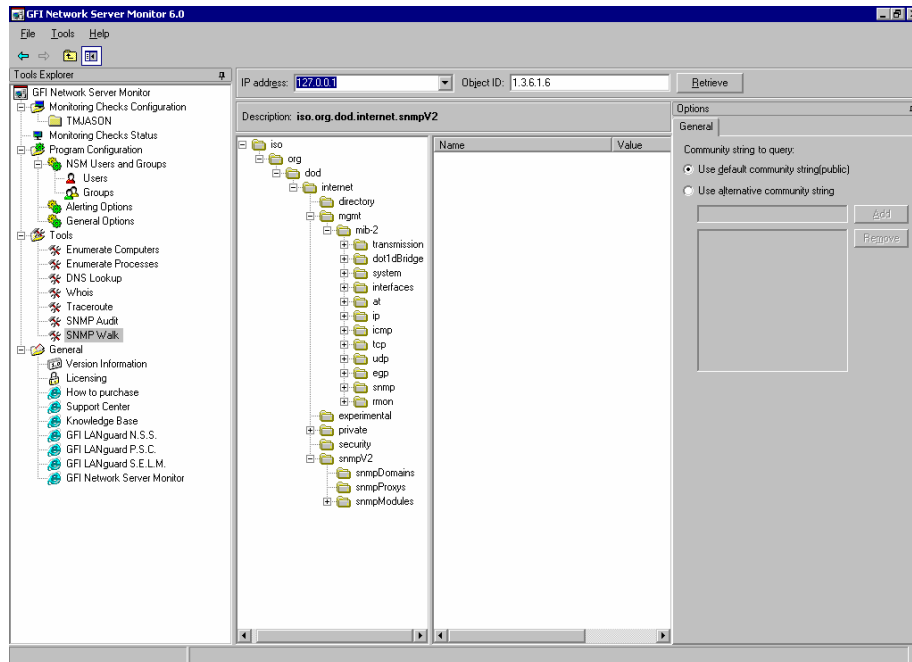 GFI Network Server Monitor 6.0
File Tools Help
Tools Explorer
GFI Network Server Monitor
Monitoring Checks Configuration
TMJASON
Monitoring Checks Status
Program Configuration
NSM Users and Groups
Users
Groups
Alerting Options
General Options
Tools
Enumerate Computers
Enumerate Processes
DNS Lookup
Whois
Traceroute
SNMP Audit
SNMP Walk
General
Version Information
Licensing
How to purchase
Support Center
Knowledge Base
GFI LANguard N.S.S.
GFI LANguard P.S.C.
GFI LANguard S.E.L.M.
GFI Network Server Monitor
IP address: 127.0.0.1 Object ID: 1.3.6.1.6 Retrieve
Description: iso.org.dod.internet.snmpV2
iso
org
dod
internet
directory
mgmt
mib-2
transmission
dot1dBridge
system
interfaces
at
ip
icmp
tcp
udp
egp
snmp
rmon
experimental
private
security
snmpV2
snmpDomains
snmpProxys
snmpModules
Name Value
Options
General
Community string to query:
Use default community string(public)
Use alternative community string
Add
Remove